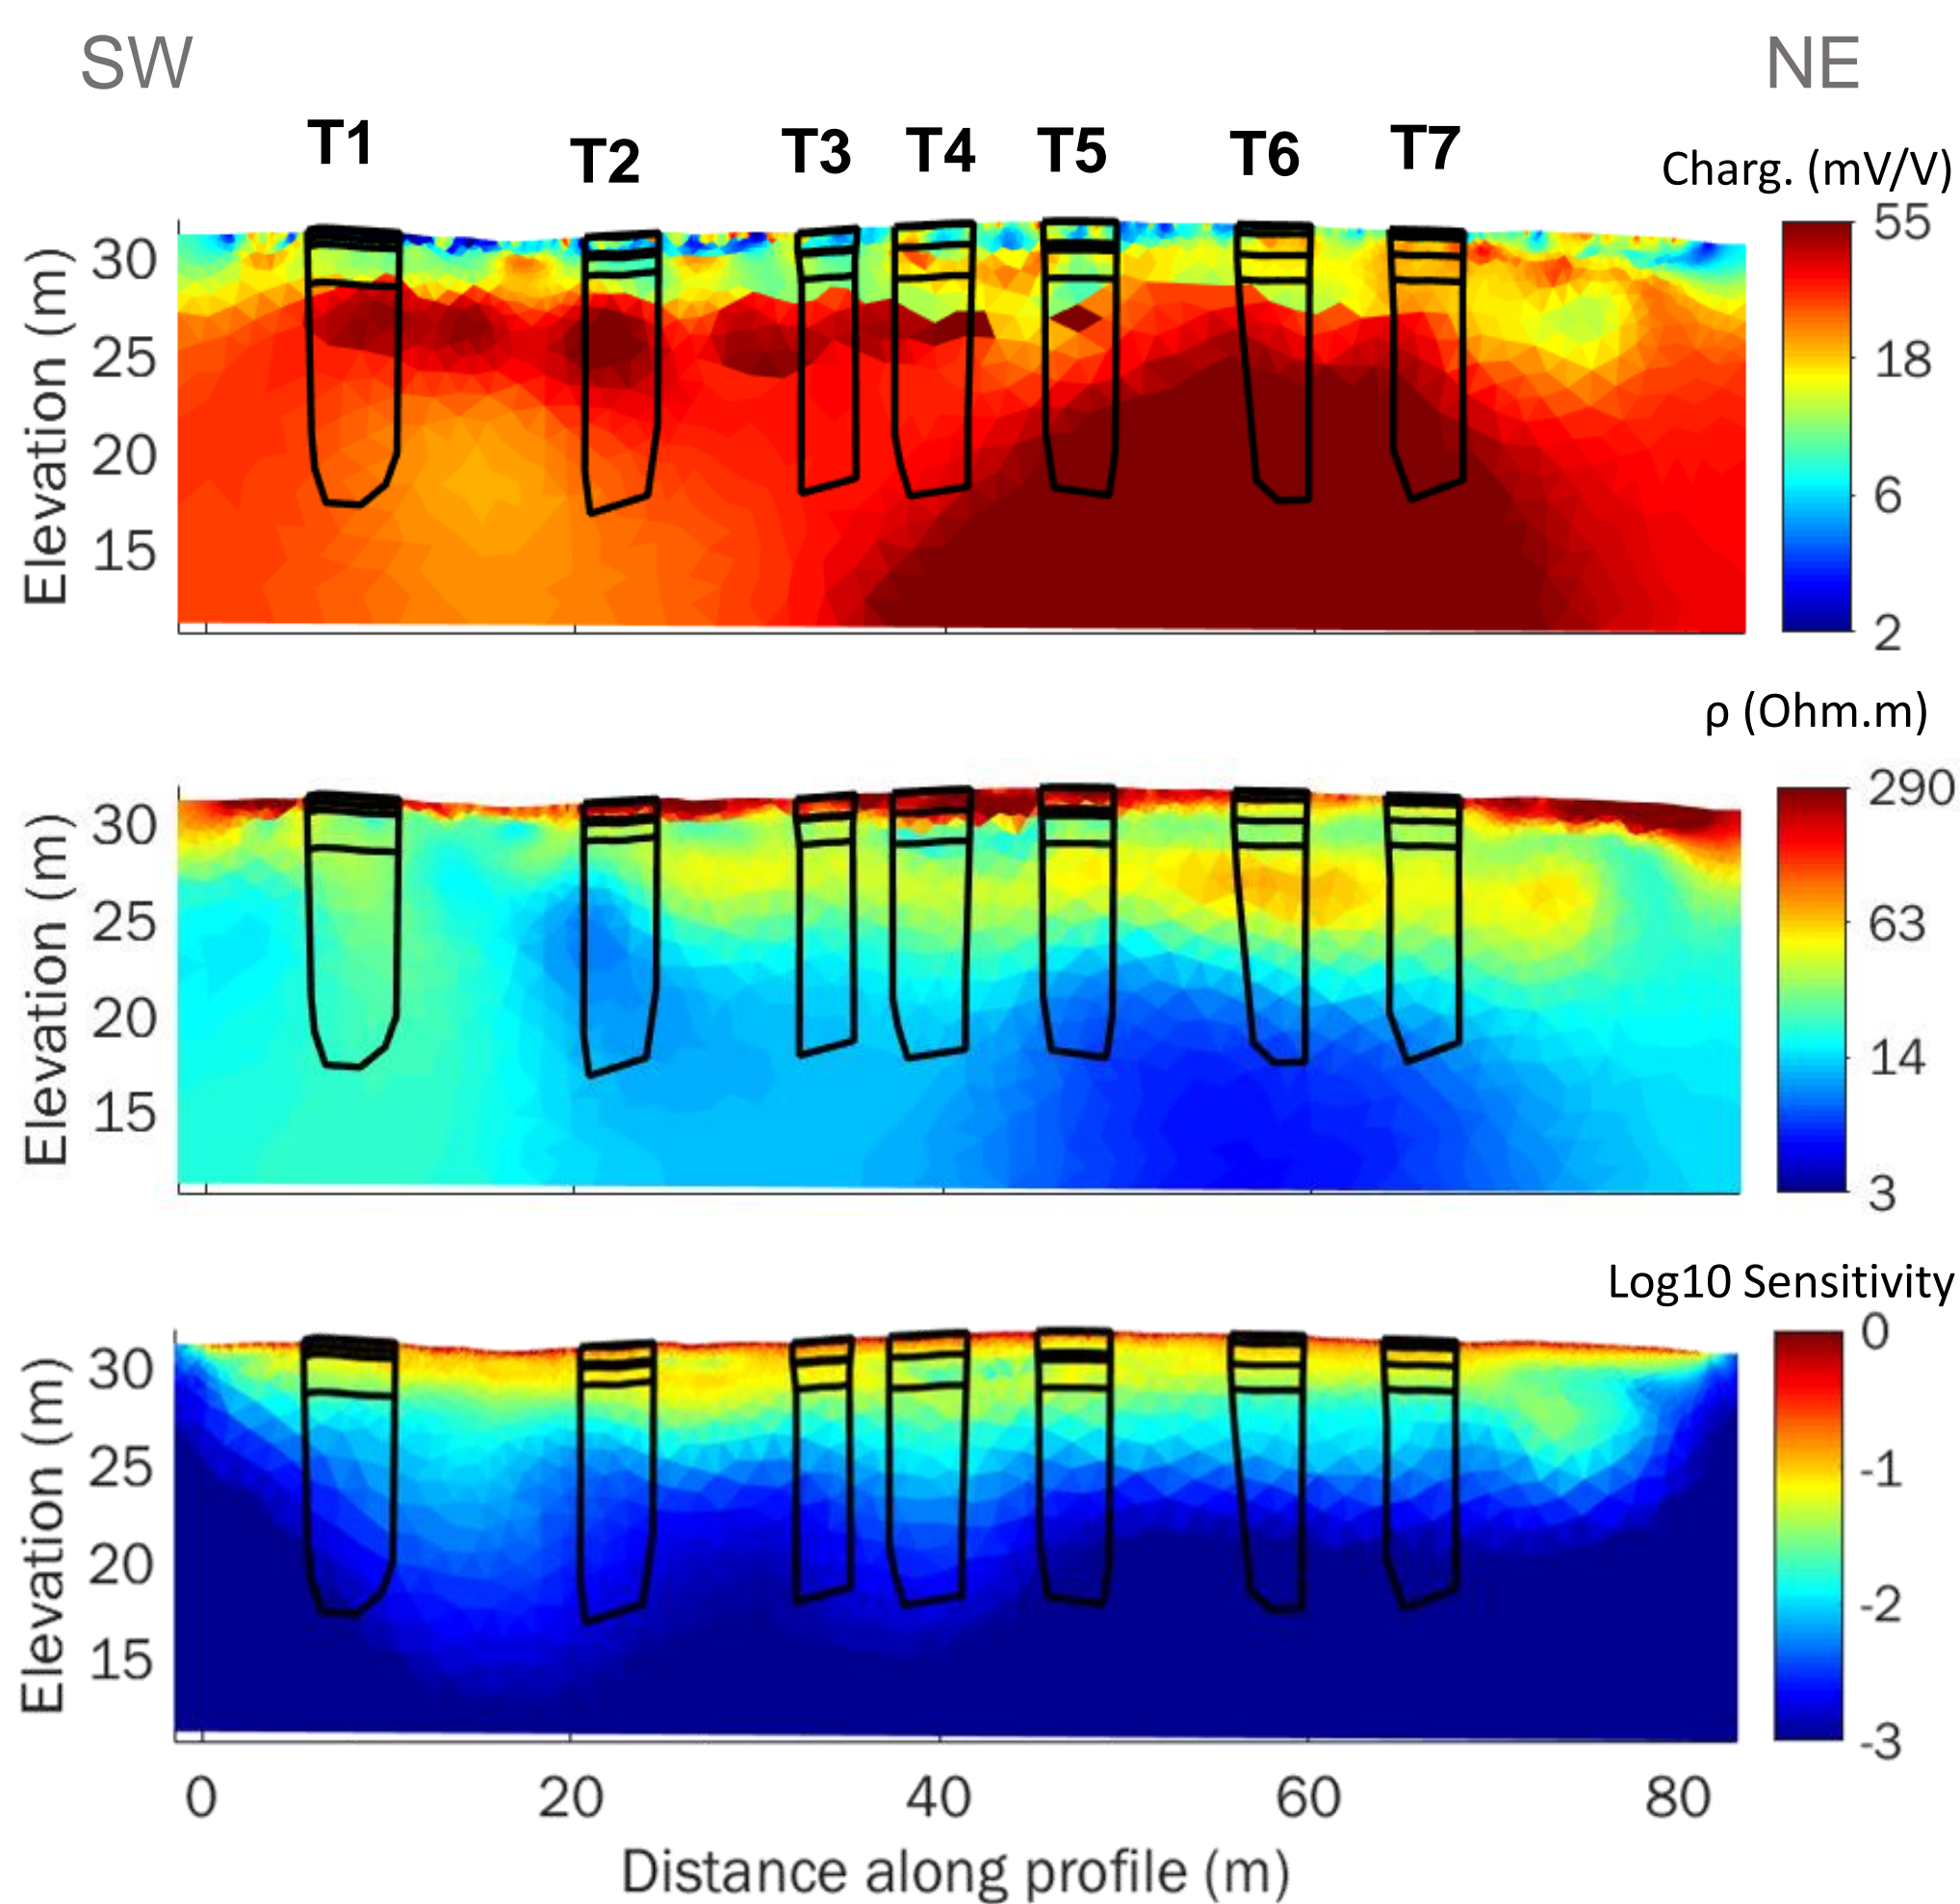 SW
NE
T1
T2
T3
T4
T5
T6
T7
Charg. (mV/V)
Elevation (m)
30
25
20
15
55
18
6
2
ρ (Ohm.m)
Elevation (m)
30
25
20
15
290
63
14
3
Log10 Sensitivity
Elevation (m)
30
25
20
15
0
-1
-2
-3
0
20
40
60
80
Distance along profile (m)